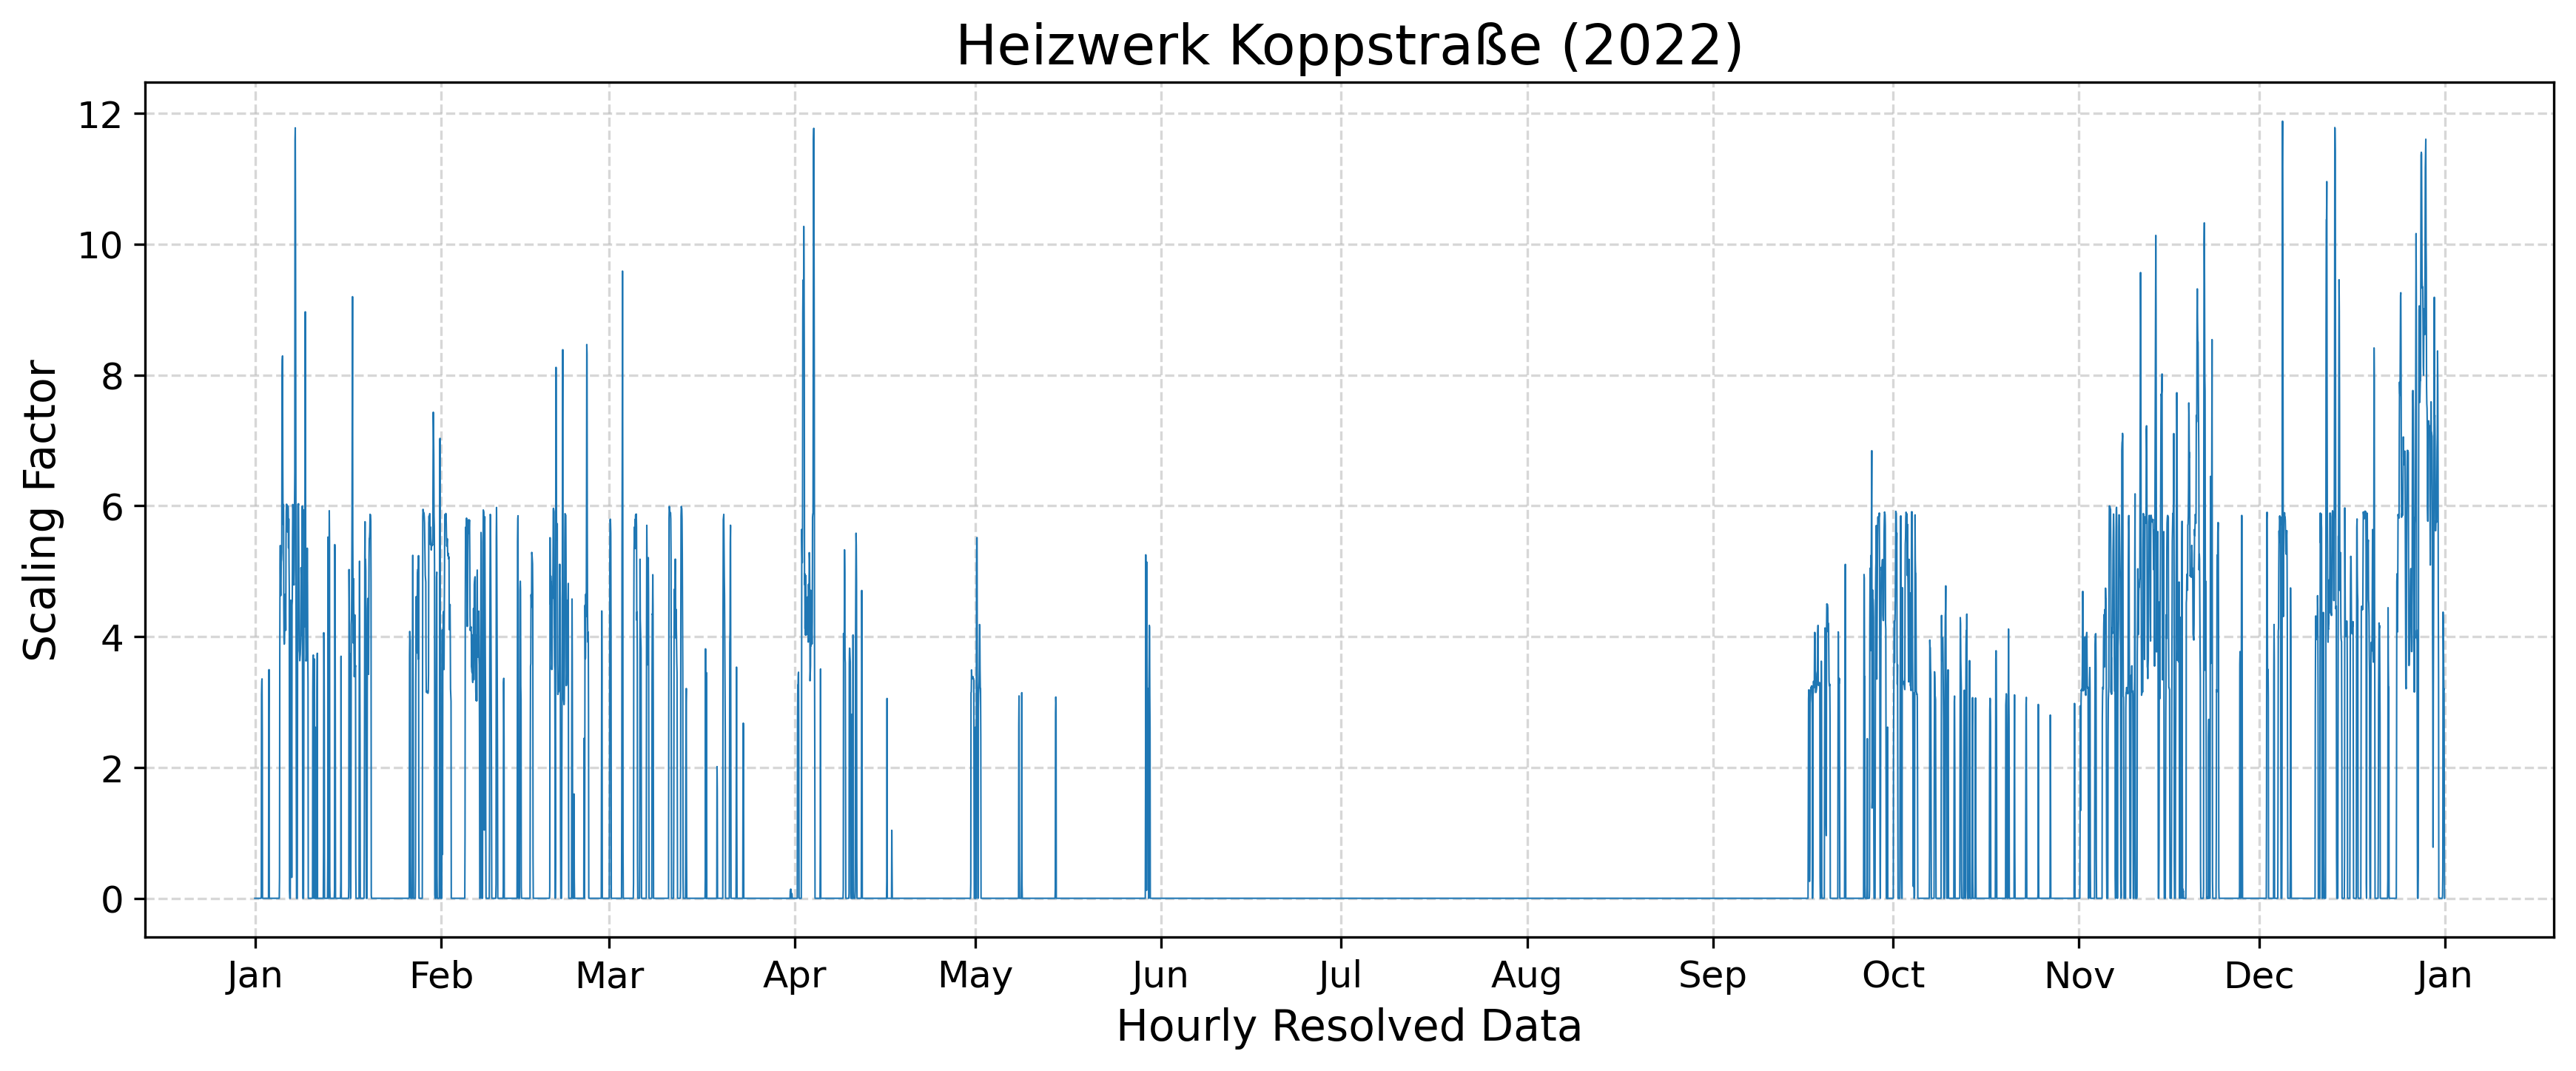 Heizwerk Koppstraße (2022)
Scaling Factor
12
10
8
6
4
2
0
Jan Feb Mar Apr May Jun Jul Aug Sep Oct Nov Dec Jan
Hourly Resolved Data